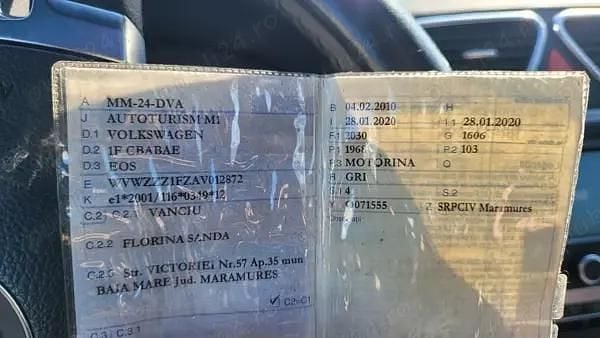 A MM-24-DVA
J AUTOTURISM M1
D.1 VOLKSWAGEN
D.2 1F CBABAE
D.3 EOS
E WVWZZZ1FZAV012872
K e1*2001/116*0349*12
C.2 C.2.1 VANCIU
C.2.2 FLORINA SANDA
C.2.3 Str. VICTORIEI Nr.57 Ap.35 mun
BAIA MARE jud. MARAMURES
✓ C2=C1
C.3 C.3.1
B 04.02.2010 H
I 28.01.2020 I.1 28.01.2020
F.1 2030 G 1606
P.1 1968 P.2 103
P.3 MOTORINA Q
R GRI
S.1 4 S.2
Y O071555 Z SRPCIV Maramures